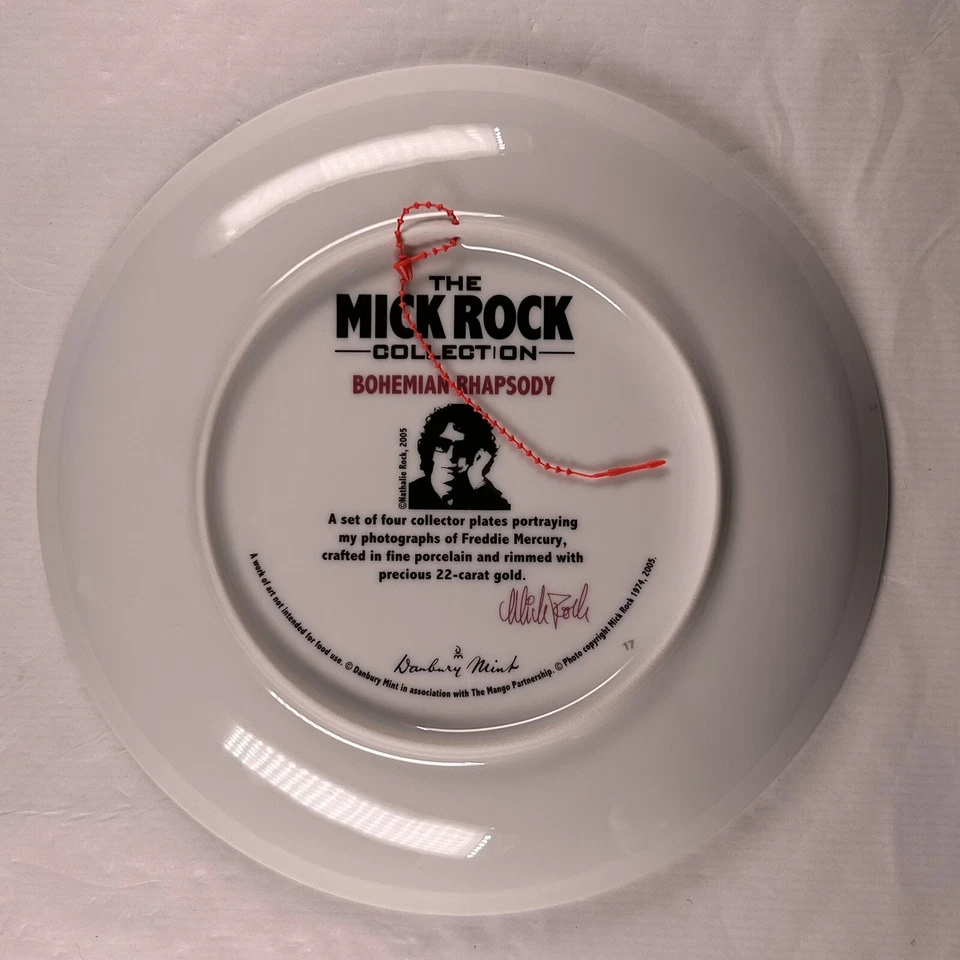 THE
MICK ROCK
COLLECTION
BOHEMIAN RHAPSODY
©Nathalie Rock, 2005
A set of four collector plates portraying
my photographs of Freddie Mercury,
crafted in fine porcelain and rimmed with
precious 22-carat gold.
Mick Rock
17
Danbury Mint
A work of art not intended for food use. © Danbury Mint in association with The Mango Partnership. © Photo copyright Mick Rock 1974, 2005.